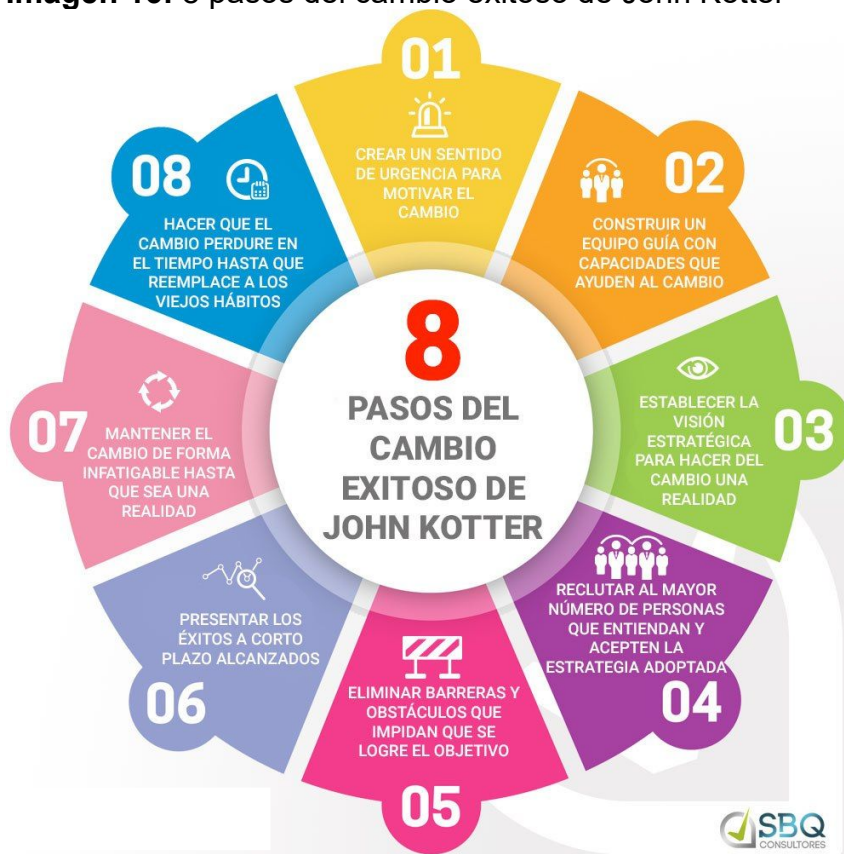 Imagen 10. 8 pasos del cambio exitoso de John Kotter
01
CREAR UN SENTIDO
DE URGENCIA PARA
MOTIVAR EL
CAMBIO
02
CONSTRUIR UN
EQUIPO GUÍA CON
CAPACIDADES QUE
AYUDEN AL CAMBIO
03
ESTABLECER LA
VISIÓN
ESTRATÉGICA
PARA HACER DEL
CAMBIO UNA
REALIDAD
RECLUTAR AL MAYOR
NÚMERO DE PERSONAS
QUE ENTIENDAN Y
ACEPTEN LA
ESTRATEGIA ADOPTADA
04
ELIMINAR BARRERAS Y
OBSTÁCULOS QUE
IMPIDAN QUE SE
LOGRE EL OBJETIVO
05
PRESENTAR LOS
ÉXITOS A CORTO
PLAZO ALCANZADOS
06
07
MANTENER EL
CAMBIO DE FORMA
INFATIGABLE HASTA
QUE SEA UNA
REALIDAD
08
HACER QUE EL
CAMBIO PERDURE EN
EL TIEMPO HASTA QUE
REEMPLACE A LOS
VIEJOS HÁBITOS
8
PASOS DEL
CAMBIO
EXITOSO DE
JOHN KOTTER
SBQ
CONSULTORES